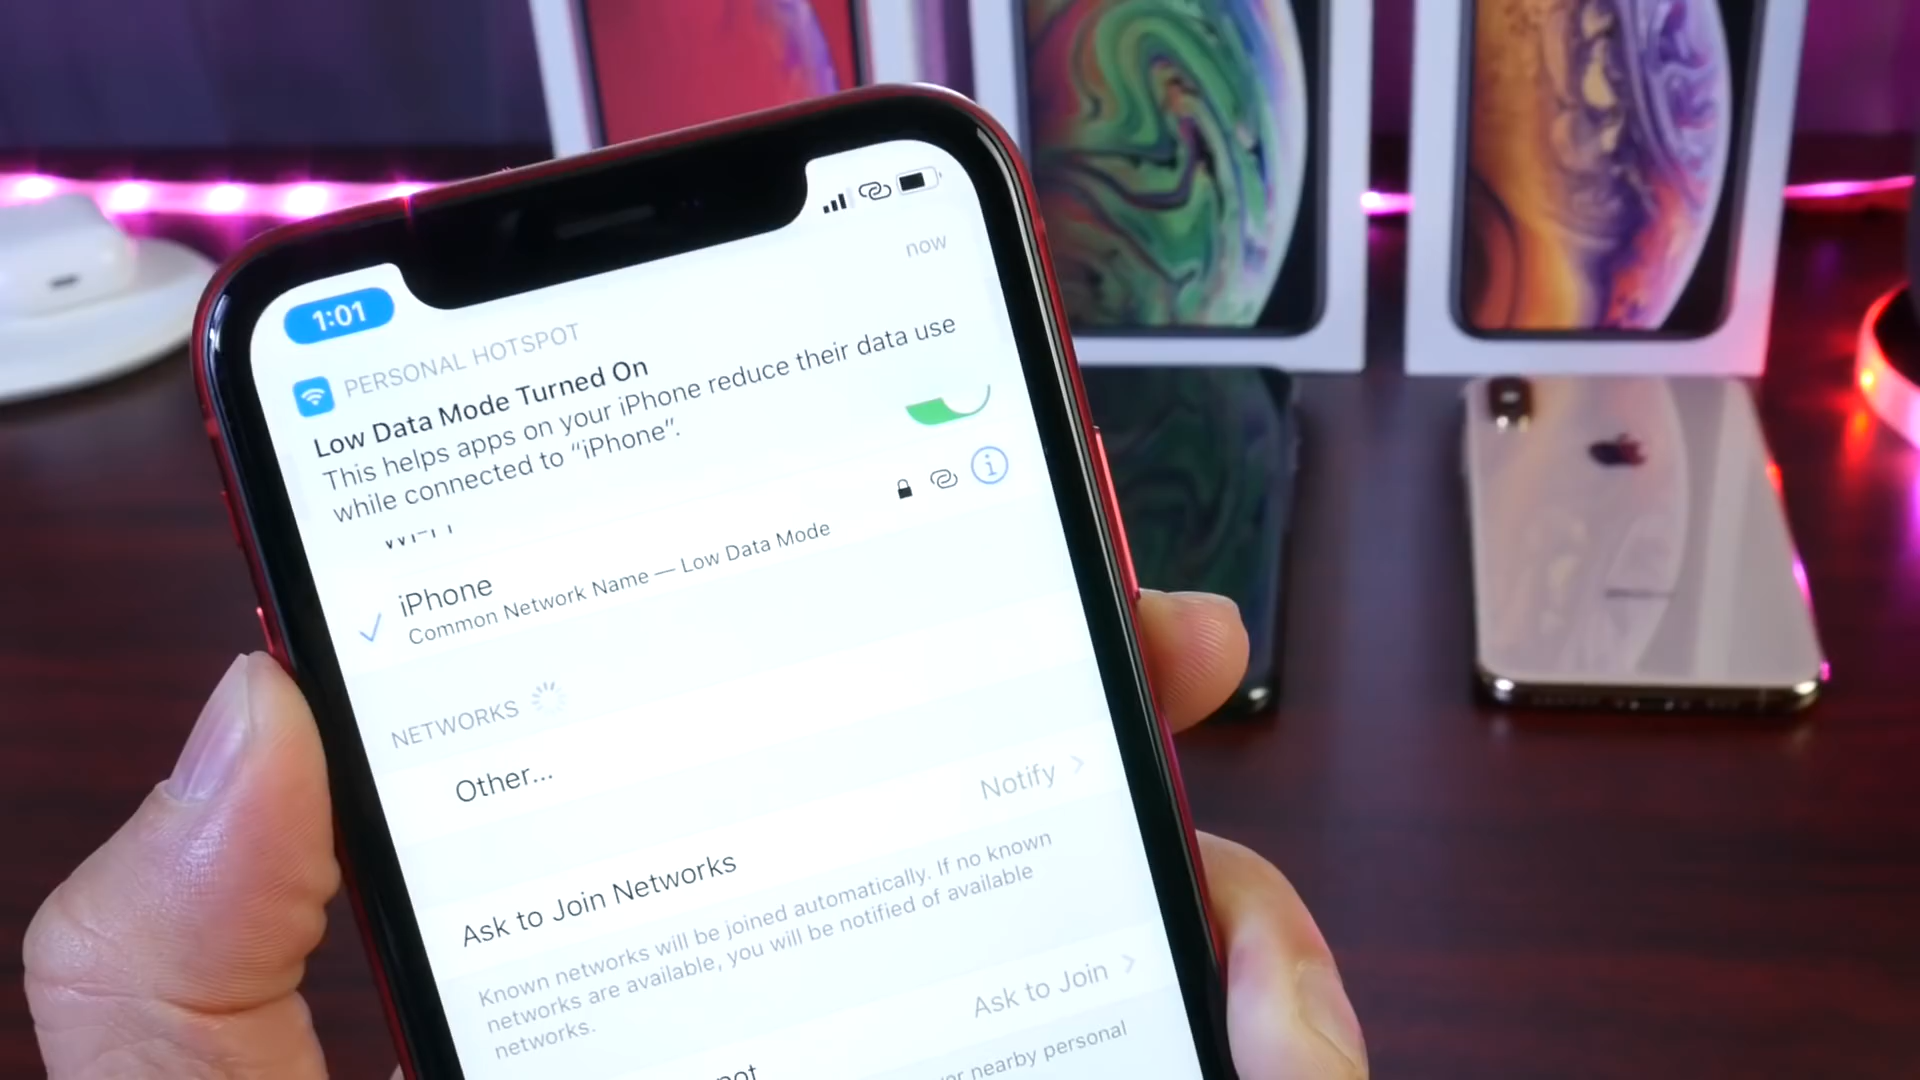 1:01
now
PERSONAL HOTSPOT
Low Data Mode Turned On
This helps apps on your iPhone reduce their data use
while connected to “iPhone”.
iPhone
Common Network Name — Low Data Mode
NETWORKS
Other...
Ask to Join Networks
Notify
Known networks will be joined automatically. If no known
networks are available, you will be notified of available
networks.
Ask to Join
nearby personal